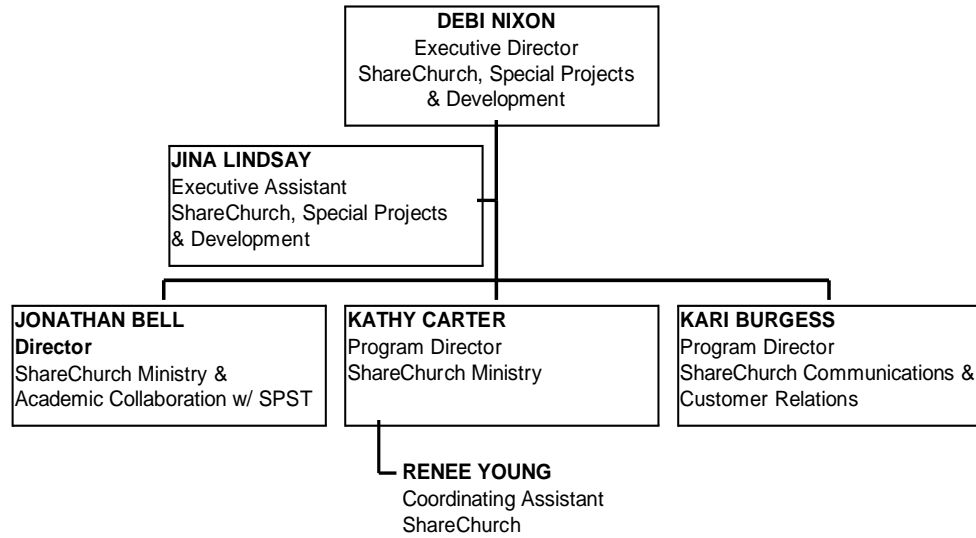 DEBI NIXON
Executive Director
ShareChurch, Special Projects
& Development
JINA LINDSAY
Executive Assistant
ShareChurch, Special Projects
& Development
JONATHAN BELL
Director
ShareChurch Ministry &
Academic Collaboration w/ SPST
KATHY CARTER
Program Director
ShareChurch Ministry
KARI BURGESS
Program Director
ShareChurch Communications &
Customer Relations
RENEE YOUNG
Coordinating Assistant
ShareChurch